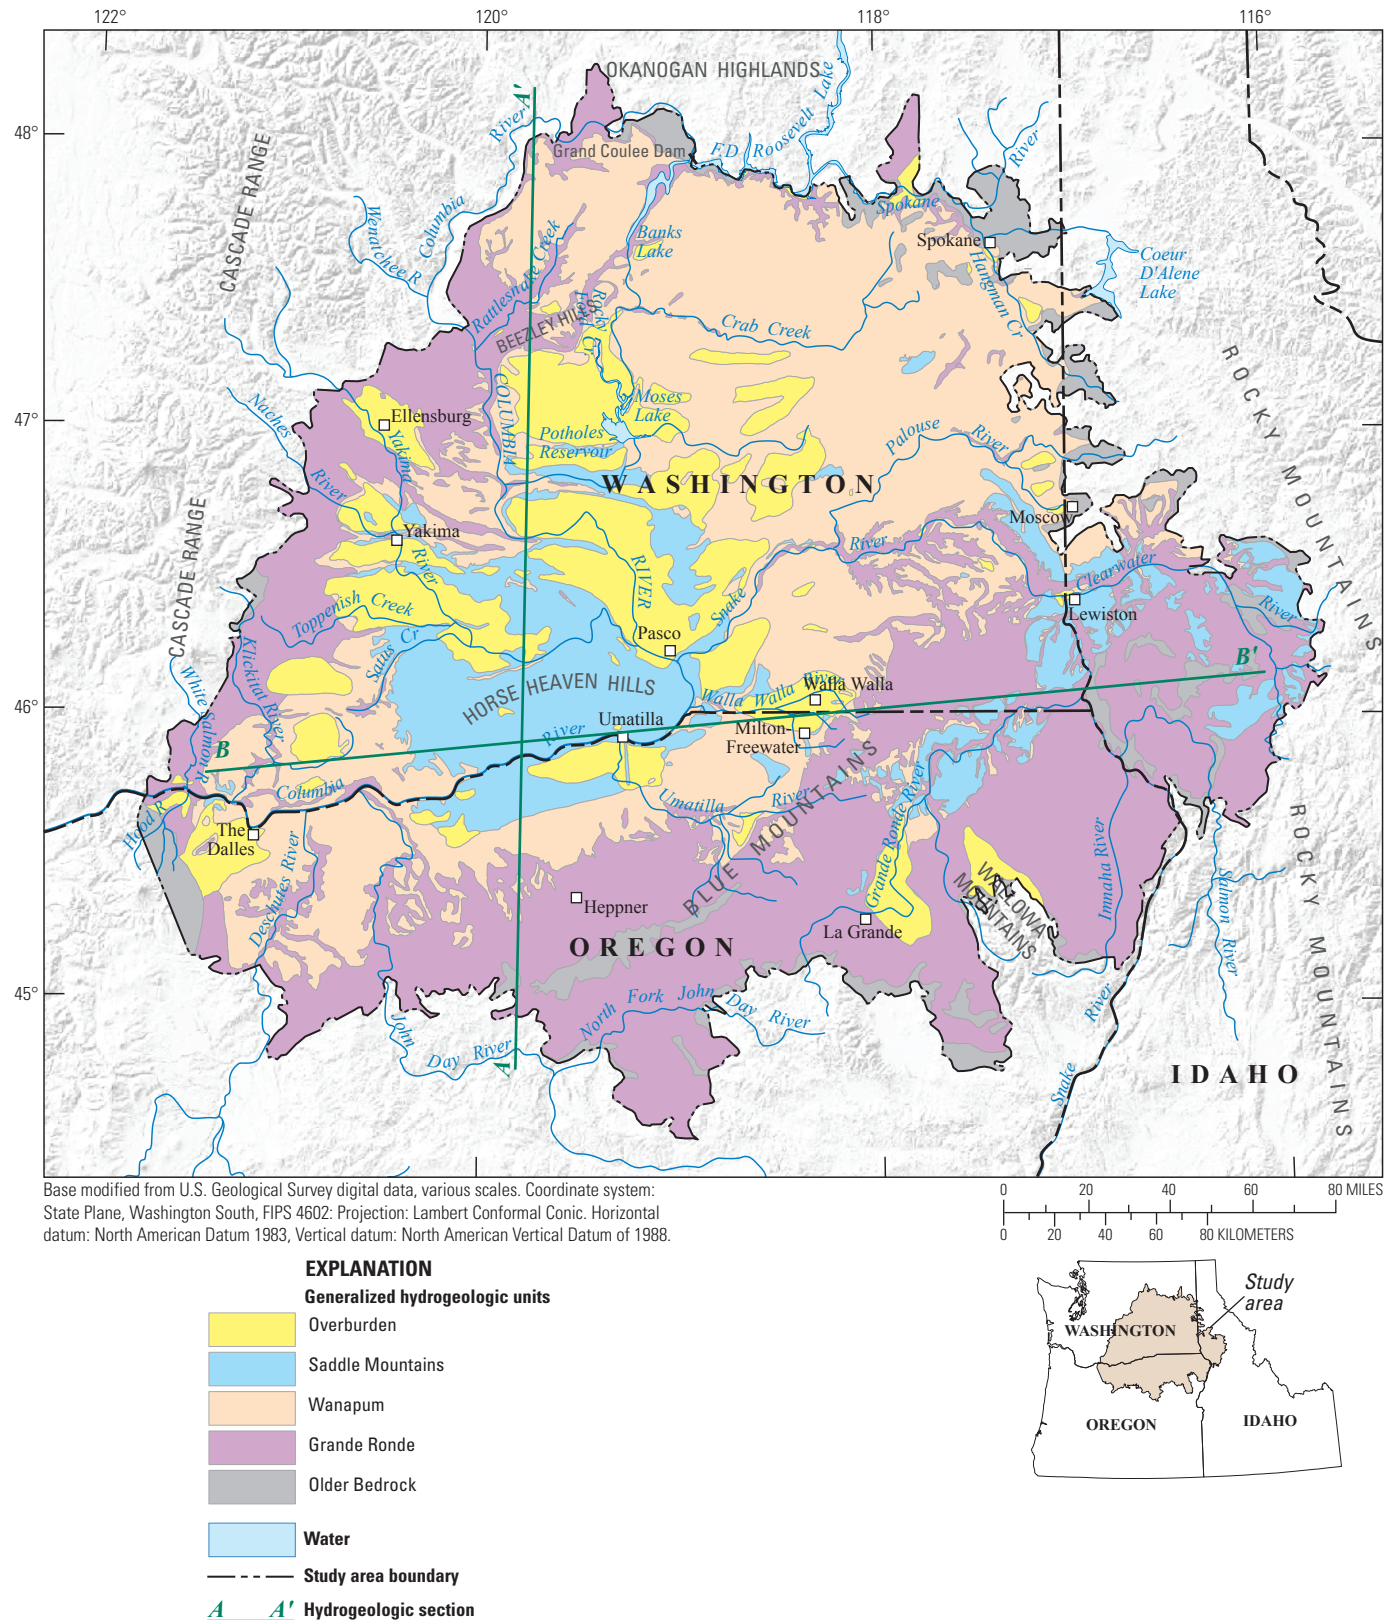 122°
120°
118°
116°
48°
47°
46°
45°
OKANOGAN HIGHLANDS
A'
River
Grand Coulee Dam
F D Roosevelt Lake
River
Spokane
Spokane
Hangman Cr
Coeur
D'Alene
Lake
CASCADE RANGE
Wenatchee R
Columbia
Rattlesnake Creek
Banks
Lake
BEEZLEY HILLS
Rocky
Ford Cr
Crab Creek
ROCKY MOUNTAINS
Moses
Lake
Potholes
Reservoir
COLUMBIA
RIVER
Naches
River
Ellensburg
Yakima
River
Yakima
WASHINGTON
Palouse
River
Moscow
CASCADE RANGE
Toppenish Creek
Satus
Cr
Klickitat River
White Salmon R
Snake
River
Clearwater
River
Lewiston
Pasco
HORSE HEAVEN HILLS
Walla Walla River
Walla Walla
B'
B
Umatilla
River
Milton-
Freewater
Columbia
Hood R
The
Dalles
Deschutes River
Umatilla
River
BLUE MOUNTAINS
Grande Ronde River
Heppner
OREGON
La Grande
WALLOWA
MOUNTAINS
Imnaha River
Salmon River
ROCKY MOUNTAINS
John
Day River
A
North Fork John
Day River
River
Snake
IDAHO
Base modified from U.S. Geological Survey digital data, various scales. Coordinate system:
State Plane, Washington South, FIPS 4602: Projection: Lambert Conformal Conic. Horizontal
datum: North American Datum 1983, Vertical datum: North American Vertical Datum of 1988.
0 20 40 60 80 MILES
0 20 40 60 80 KILOMETERS
EXPLANATION
Generalized hydrogeologic units
Overburden
Saddle Mountains
Wanapum
Grande Ronde
Older Bedrock
Water
Study area boundary
A A' Hydrogeologic section
Study
area
WASHINGTON
OREGON
IDAHO